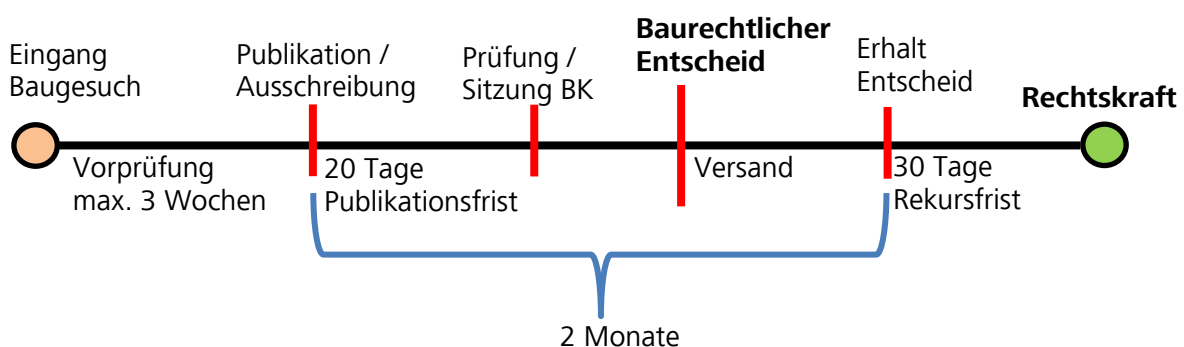 Eingang
Baugesuch
Publikation /
Ausschreibung
Prüfung /
Sitzung BK
Baurechtlicher
Entscheid
Erhalt
Entscheid
Rechtskraft
Vorprüfung
max. 3 Wochen
20 Tage
Publikationsfrist
Versand
30 Tage
Rekursfrist
2 Monate